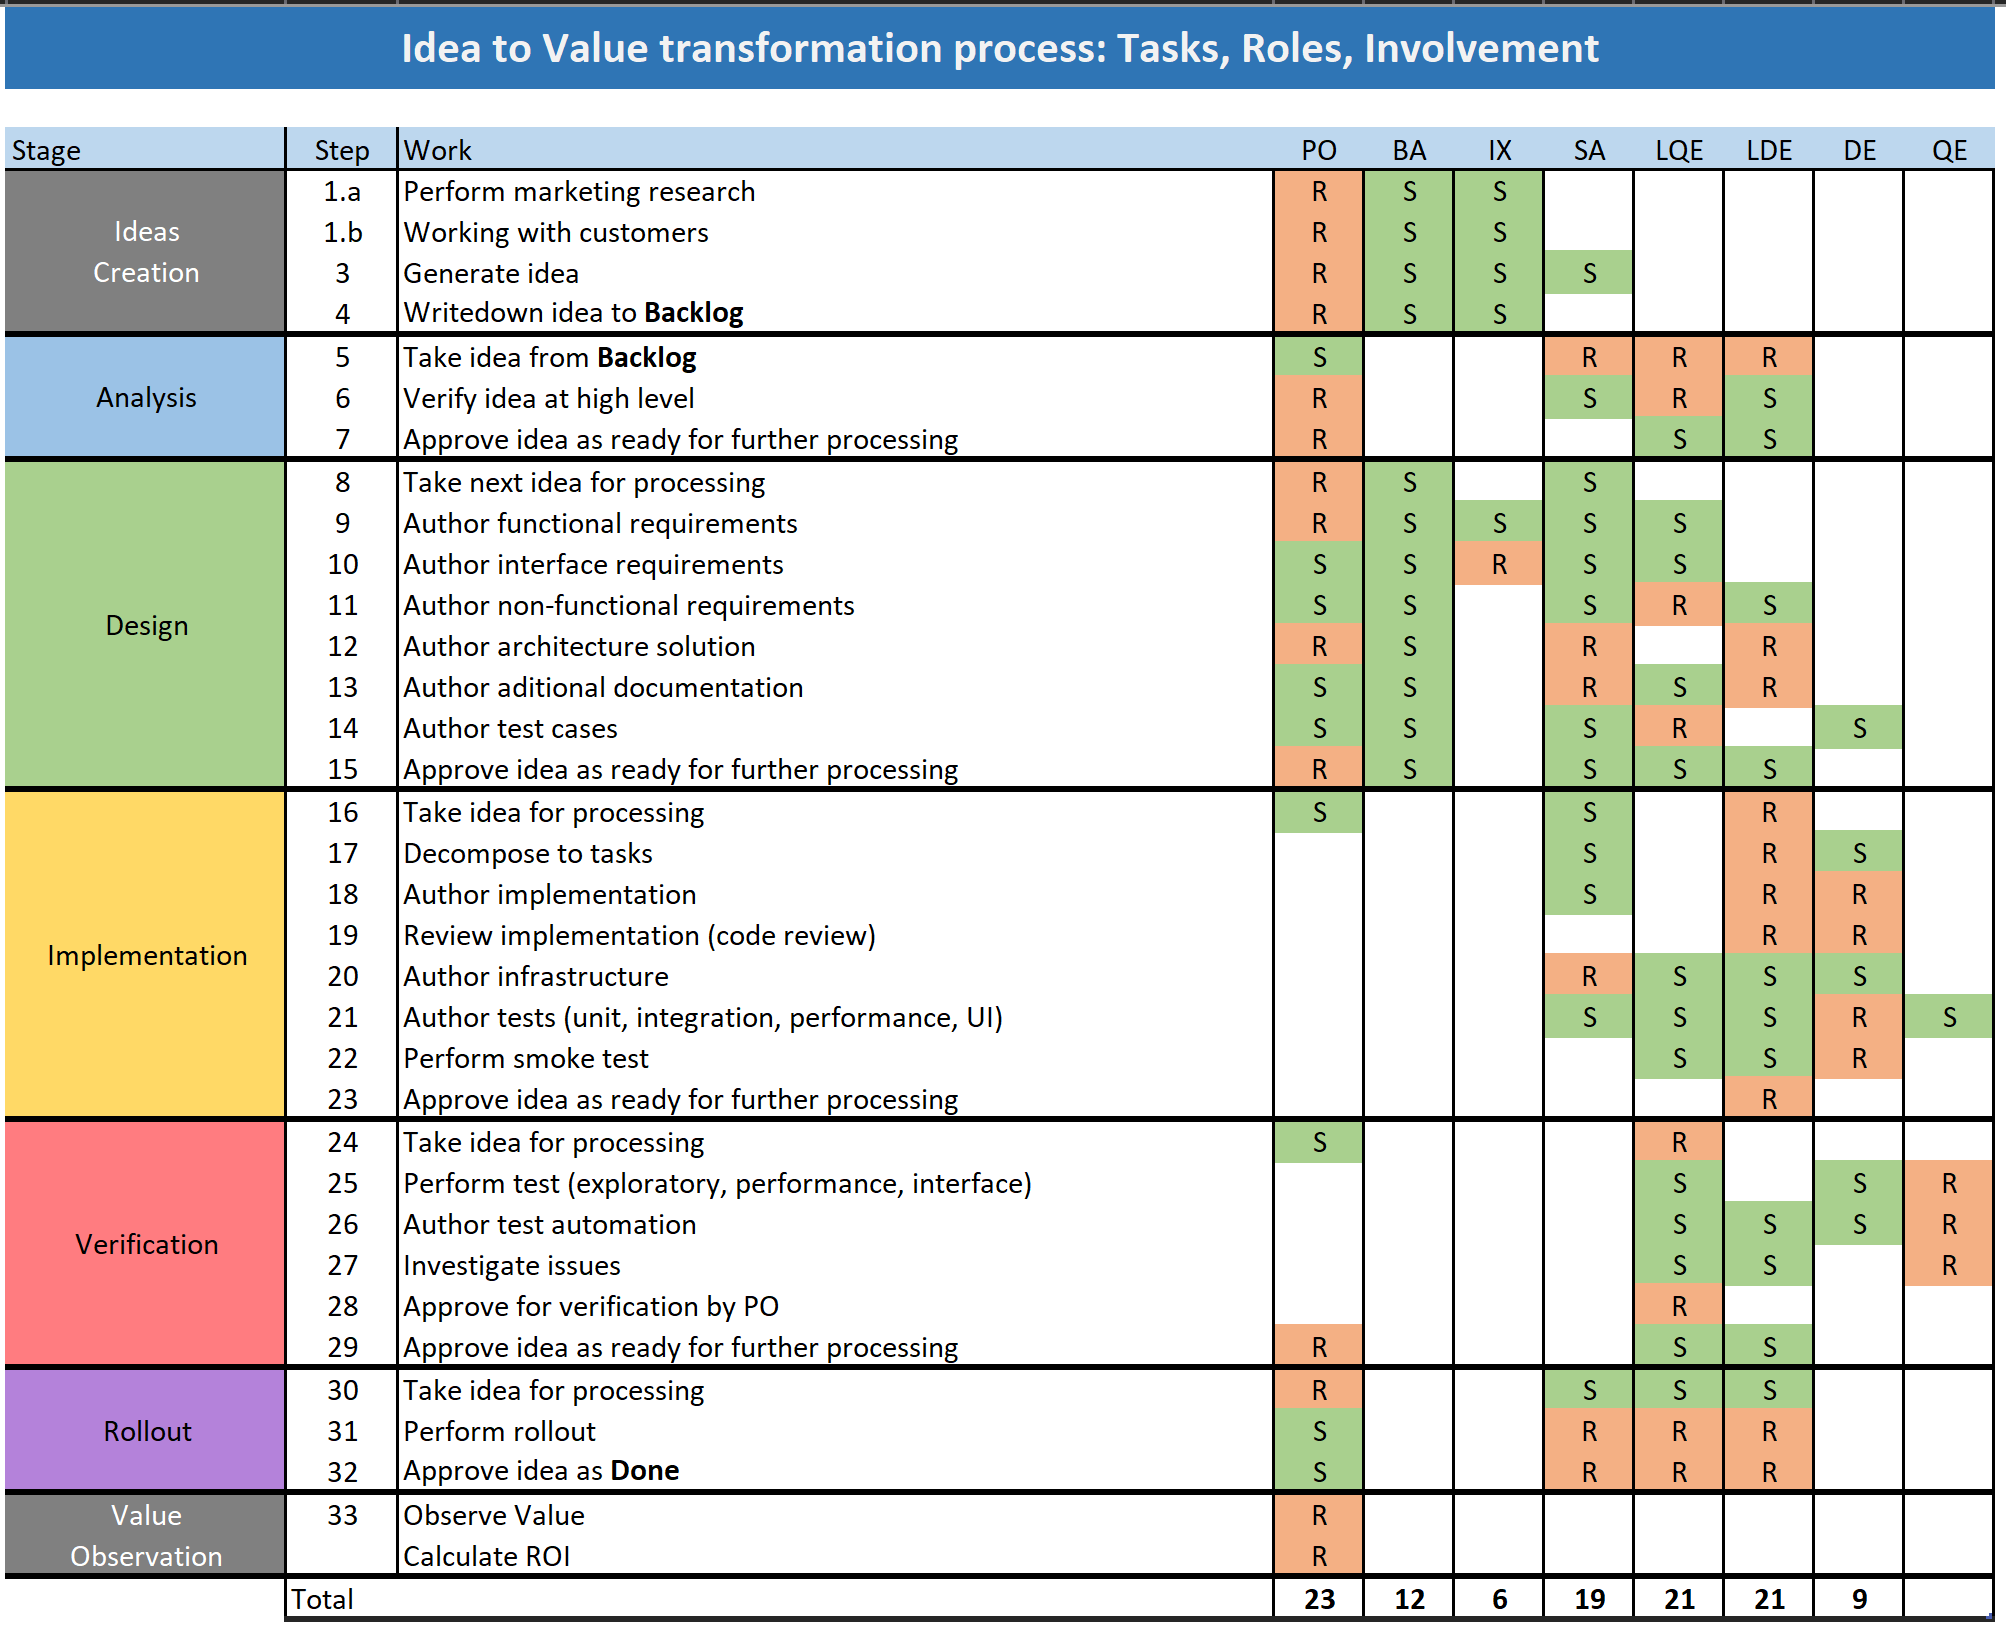 Idea to Value transformation process: Tasks, Roles, Involvement
Stage Step Work PO BA IX SA LQE LDE DE QE
Ideas Creation
1.a Perform marketing research R S S
1.b Working with customers R S S
3 Generate idea R S S S
4 Writedown idea to Backlog R S S
Analysis
5 Take idea from Backlog S R R R
6 Verify idea at high level R S R S
7 Approve idea as ready for further processing R S S
Design
8 Take next idea for processing R S S
9 Author functional requirements R S S S S
10 Author interface requirements S S R S S
11 Author non-functional requirements S S S R S
12 Author architecture solution R S R R
13 Author aditional documentation S S R S R
14 Author test cases S S S R S
15 Approve idea as ready for further processing R S S S S
Implementation
16 Take idea for processing S S R
17 Decompose to tasks S R S
18 Author implementation S R R
19 Review implementation (code review) R R
20 Author infrastructure R S S S
21 Author tests (unit, integration, performance, UI) S S S R S
22 Perform smoke test S S R
23 Approve idea as ready for further processing R
Verification
24 Take idea for processing S R
25 Perform test (exploratory, performance, interface) S S R
26 Author test automation S S S R
27 Investigate issues S S R
28 Approve for verification by PO R
29 Approve idea as ready for further processing R S S
Rollout
30 Take idea for processing R S S S
31 Perform rollout S R R R
32 Approve idea as Done S R R R
Value Observation
33 Observe Value R
Calculate ROI R
Total 23 12 6 19 21 21 9